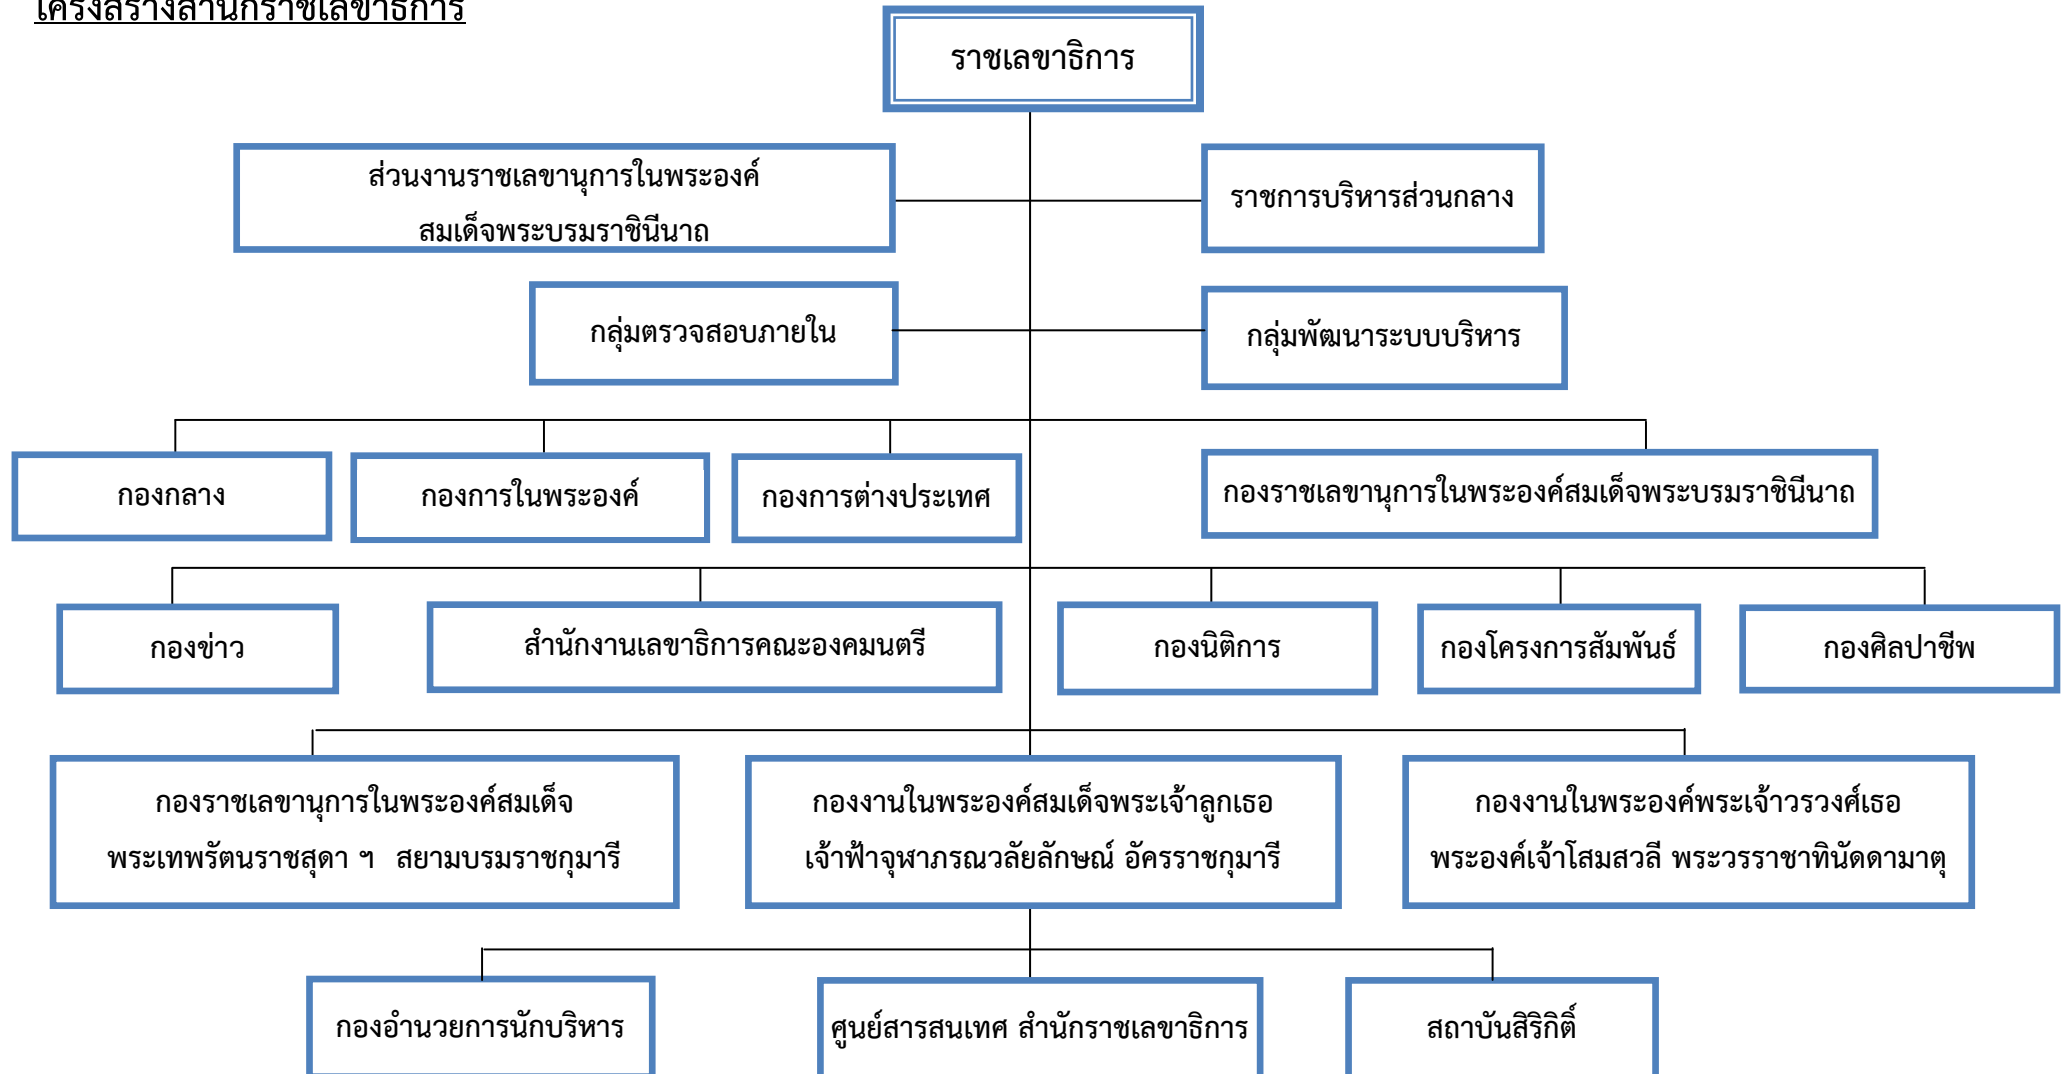 โครงสร้างสำนักราชเลขาธิการ
ราชเลขาธิการ
ส่วนงานราชเลขานุการในพระองค์
สมเด็จพระบรมราชินีนาถ
ราชการบริหารส่วนกลาง
กลุ่มตรวจสอบภายใน
กลุ่มพัฒนาระบบบริหาร
กองกลาง
กองการในพระองค์
กองการต่างประเทศ
กองราชเลขานุการในพระองค์สมเด็จพระบรมราชินีนาถ
กองข่าว
สำนักงานเลขาธิการคณะองคมนตรี
กองนิติการ
กองโครงการสัมพันธ์
กองศิลปาชีพ
กองราชเลขานุการในพระองค์สมเด็จ
พระเทพรัตนราชสุดา ฯ สยามบรมราชกุมารี
กองงานในพระองค์สมเด็จพระเจ้าลูกเธอ
เจ้าฟ้าจุฬาภรณวลัยลักษณ์ อัครราชกุมารี
กองงานในพระองค์พระเจ้าวรวงศ์เธอ
พระองค์เจ้าโสมสวลี พระวรราชาทินัดดามาตุ
กองอำนวยการนักบริหาร
ศูนย์สารสนเทศ สำนักราชเลขาธิการ
สถาบันสิริกิติ์